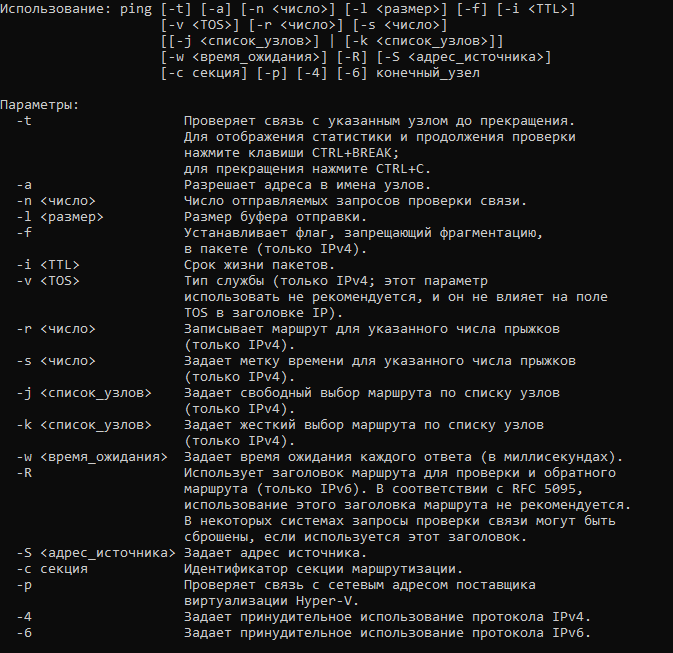 Использование: ping [-t] [-a] [-n <число>] [-l <размер>] [-f] [-i <TTL>]
[-v <TOS>] [-r <число>] [-s <число>]
[[-j <список_узлов>] | [-k <список_узлов>]]
[-w <время_ожидания>] [-R] [-S <адрес_источника>]
[-c секция] [-p] [-4] [-6] конечный_узел
Параметры:
-t Проверяет связь с указанным узлом до прекращения.
Для отображения статистики и продолжения проверки
нажмите клавиши CTRL+BREAK;
для прекращения нажмите CTRL+C.
-a Разрешает адреса в имена узлов.
-n <число> Число отправляемых запросов проверки связи.
-l <размер> Размер буфера отправки.
-f Устанавливает флаг, запрещающий фрагментацию,
в пакете (только IPv4).
-i <TTL> Срок жизни пакетов.
-v <TOS> Тип службы (только IPv4; этот параметр
использовать не рекомендуется, и он не влияет на поле
TOS в заголовке IP).
-r <число> Записывает маршрут для указанного числа прыжков
(только IPv4).
-s <число> Задает метку времени для указанного числа прыжков
(только IPv4).
-j <список_узлов> Задает свободный выбор маршрута по списку узлов
(только IPv4).
-k <список_узлов> Задает жесткий выбор маршрута по списку узлов
(только IPv4).
-w <время_ожидания> Задает время ожидания каждого ответа (в миллисекундах).
-R Использует заголовок маршрута для проверки и обратного
маршрута (только IPv6). В соответствии с RFC 5095,
использование этого заголовка маршрута не рекомендуется.
В некоторых системах запросы проверки связи могут быть
сброшены, если используется этот заголовок.
-S <адрес_источника> Задает адрес источника.
-c секция Идентификатор секции маршрутизации.
-p Проверяет связь с сетевым адресом поставщика
виртуализации Hyper-V.
-4 Задает принудительное использование протокола IPv4.
-6 Задает принудительное использование протокола IPv6.